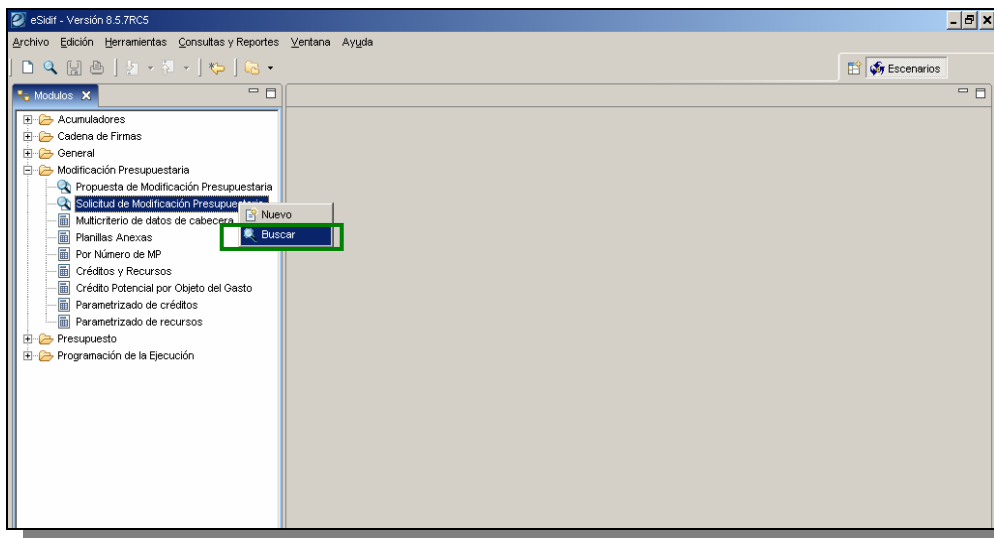 eSidif - Versión 8.5.7RC5
Archivo Edición Herramientas Consultas y Reportes Ventana Ayuda
Escenarios
Modulos
Acumuladores
Cadena de Firmas
General
Modificación Presupuestaria
Propuesta de Modificación Presupuestaria
Solicitud de Modificación
Nuevo
Multicriterio de datos de cabecera
Buscar
Planillas Anexas
Por Número de MP
Créditos y Recursos
Crédito Potencial por Objeto del Gasto
Parametrizado de créditos
Parametrizado de recursos
Presupuesto
Programación de la Ejecución